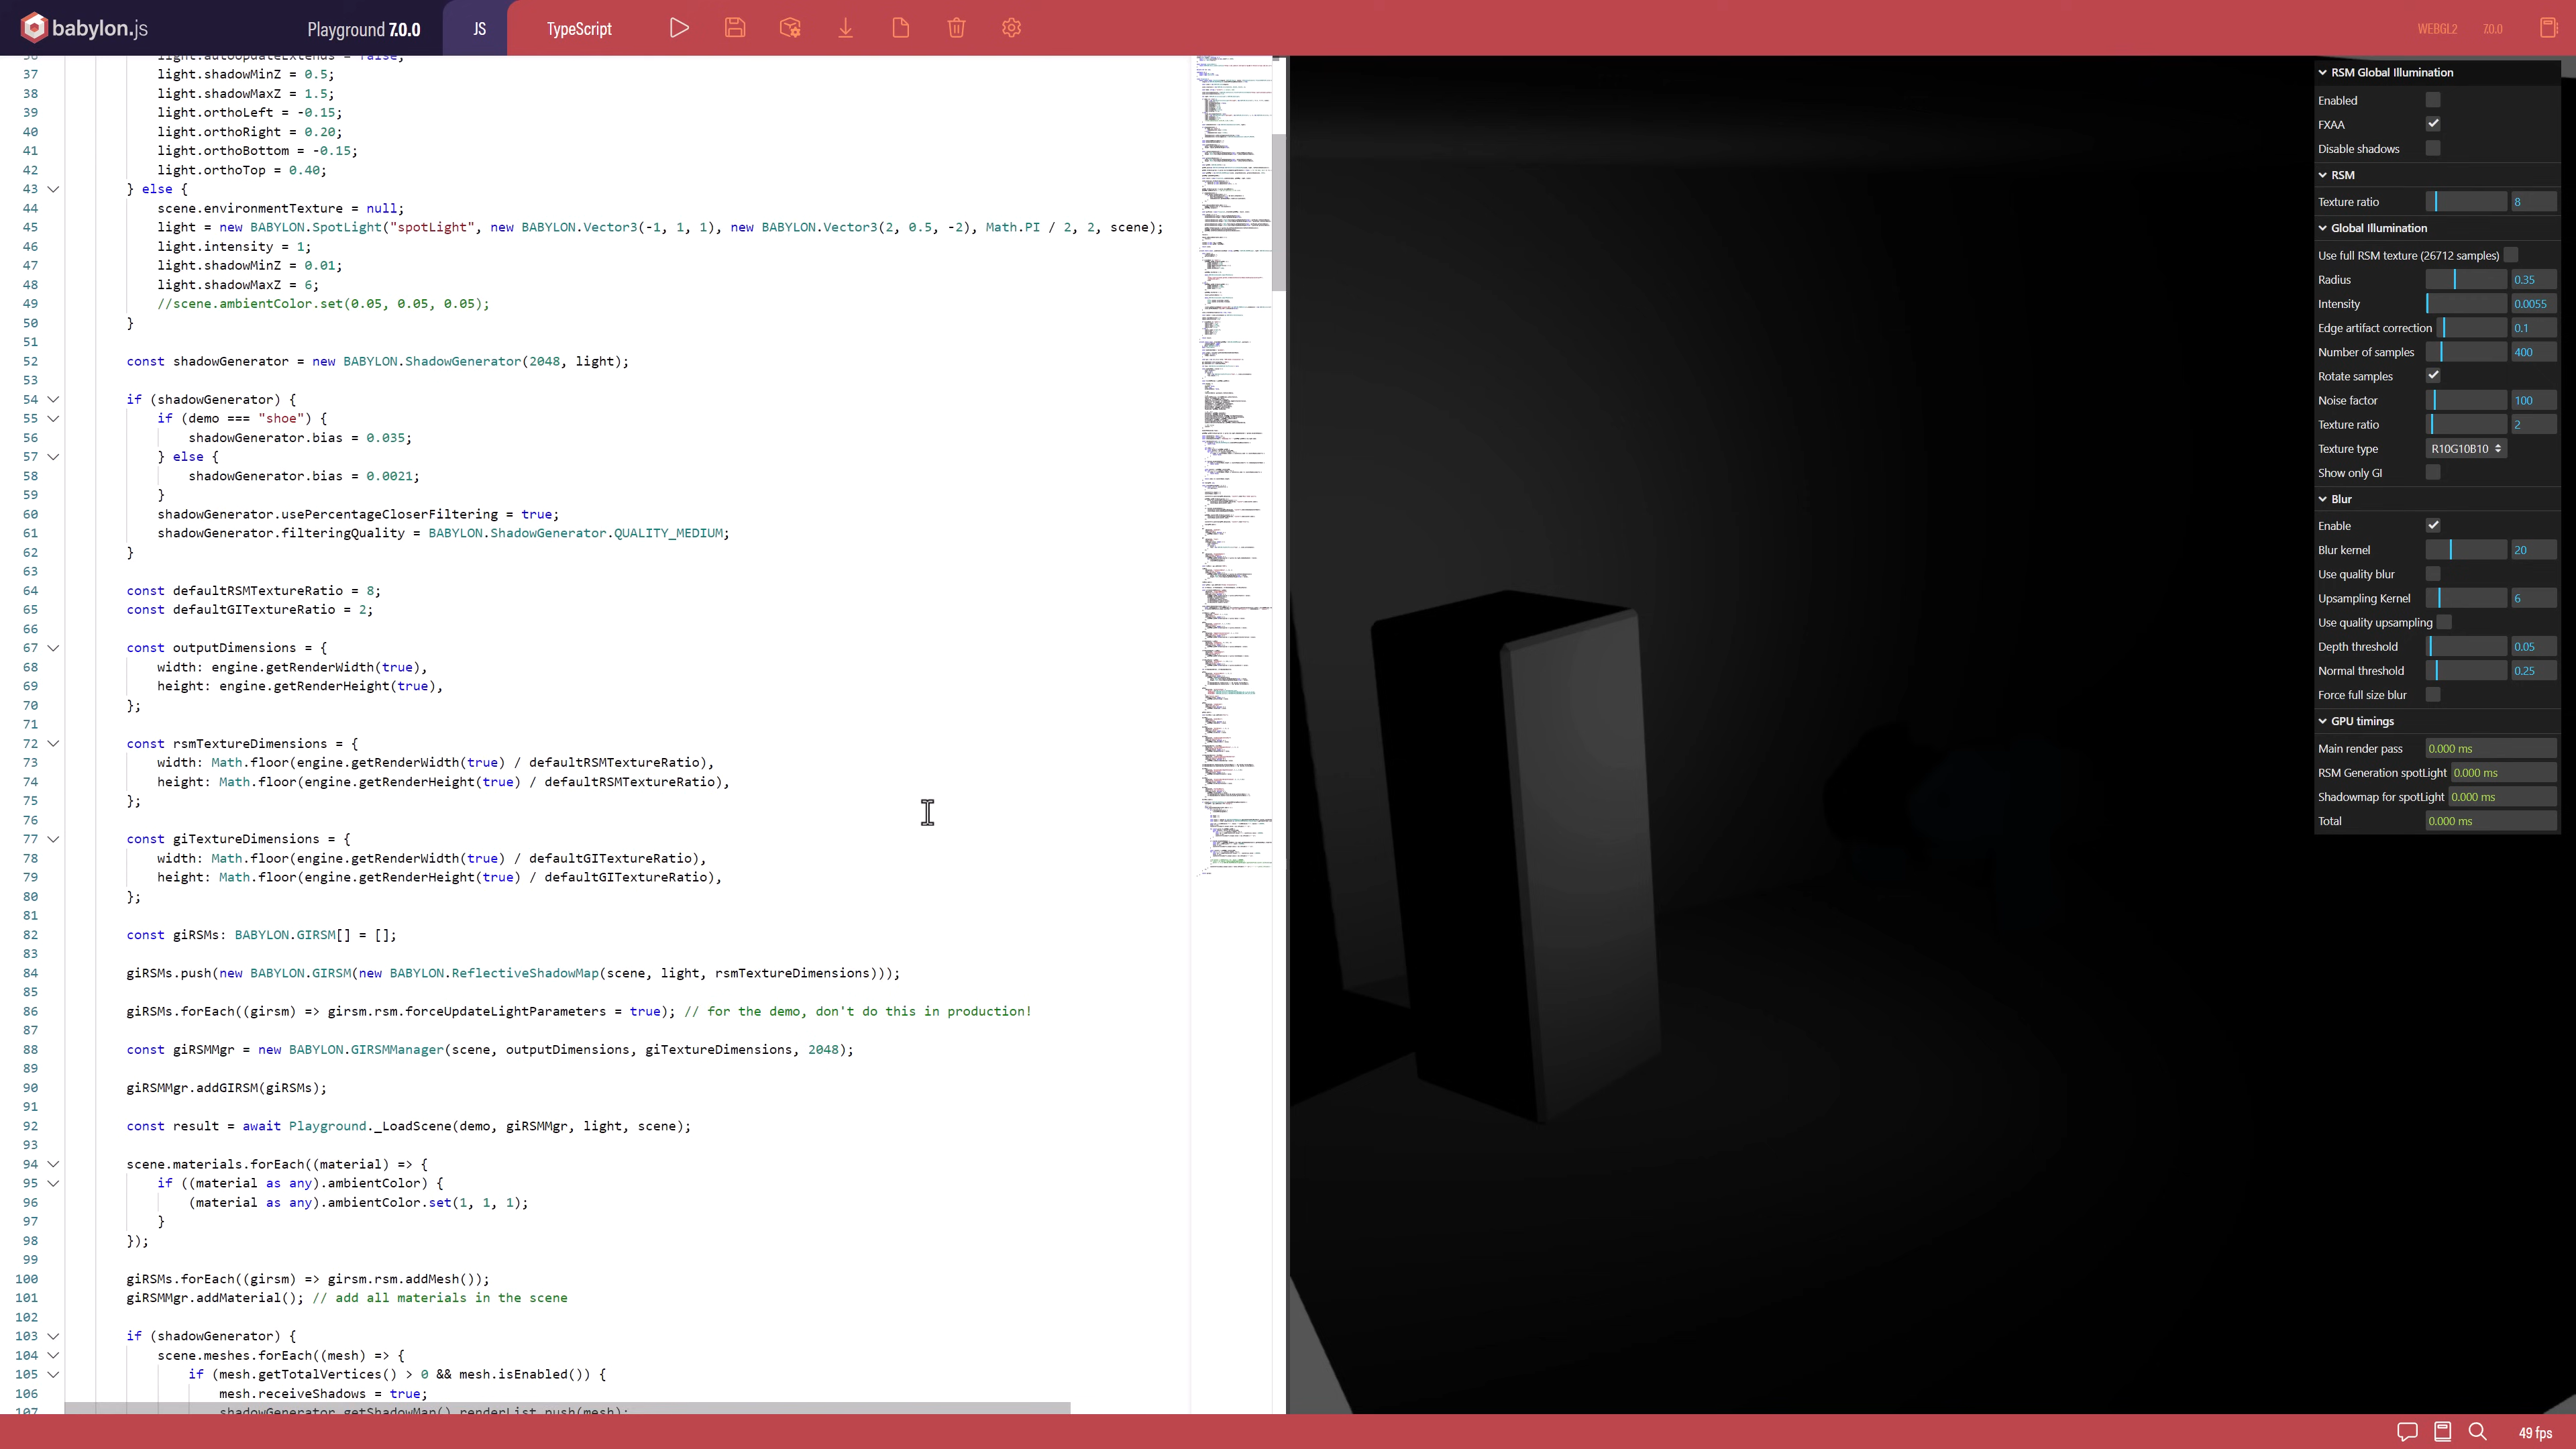 babylon.js
Playground 7.0.0
JS
TypeScript
WEBGL2
7.0.0
36 light.autoUpdateExtends = false;
37 light.shadowMinZ = 0.5;
38 light.shadowMaxZ = 1.5;
39 light.orthoLeft = -0.15;
40 light.orthoRight = 0.20;
41 light.orthoBottom = -0.15;
42 light.orthoTop = 0.40;
43 } else {
44 scene.environmentTexture = null;
45 light = new BABYLON.SpotLight("spotLight", new BABYLON.Vector3(-1, 1, 1), new BABYLON.Vector3(2, 0.5, -2), Math.PI / 2, 2, scene);
46 light.intensity = 1;
47 light.shadowMinZ = 0.01;
48 light.shadowMaxZ = 6;
49 //scene.ambientColor.set(0.05, 0.05, 0.05);
50 }
51
52 const shadowGenerator = new BABYLON.ShadowGenerator(2048, light);
53
54 if (shadowGenerator) {
55 if (demo === "shoe") {
56 shadowGenerator.bias = 0.035;
57 } else {
58 shadowGenerator.bias = 0.0021;
59 }
60 shadowGenerator.usePercentageCloserFiltering = true;
61 shadowGenerator.filteringQuality = BABYLON.ShadowGenerator.QUALITY_MEDIUM;
62 }
63
64 const defaultRSMTextureRatio = 8;
65 const defaultGITextureRatio = 2;
66
67 const outputDimensions = {
68 width: engine.getRenderWidth(true),
69 height: engine.getRenderHeight(true),
70 };
71
72 const rsmTextureDimensions = {
73 width: Math.floor(engine.getRenderWidth(true) / defaultRSMTextureRatio),
74 height: Math.floor(engine.getRenderHeight(true) / defaultRSMTextureRatio),
75 };
76
77 const giTextureDimensions = {
78 width: Math.floor(engine.getRenderWidth(true) / defaultGITextureRatio),
79 height: Math.floor(engine.getRenderHeight(true) / defaultGITextureRatio),
80 };
81
82 const giRSMs: BABYLON.GIRSM[] = [];
83
84 giRSMs.push(new BABYLON.GIRSM(new BABYLON.ReflectiveShadowMap(scene, light, rsmTextureDimensions)));
85
86 giRSMs.forEach((girsm) => girsm.rsm.forceUpdateLightParameters = true); // for the demo, don't do this in production!
87
88 const giRSMMgr = new BABYLON.GIRSMManager(scene, outputDimensions, giTextureDimensions, 2048);
89
90 giRSMMgr.addGIRSM(giRSMs);
91
92 const result = await Playground._LoadScene(demo, giRSMMgr, light, scene);
93
94 scene.materials.forEach((material) => {
95 if ((material as any).ambientColor) {
96 (material as any).ambientColor.set(1, 1, 1);
97 }
98 });
99
100 giRSMs.forEach((girsm) => girsm.rsm.addMesh());
101 giRSMMgr.addMaterial(); // add all materials in the scene
102
103 if (shadowGenerator) {
104 scene.meshes.forEach((mesh) => {
105 if (mesh.getTotalVertices() > 0 && mesh.isEnabled()) {
106 mesh.receiveShadows = true;
107 shadowGenerator.getShadowMap().renderList.push(mesh);
RSM Global Illumination
Enabled
FXAA
Disable shadows
RSM
Texture ratio 8
Global Illumination
Use full RSM texture (26712 samples)
Radius 0.35
Intensity 0.0055
Edge artifact correction 0.1
Number of samples 400
Rotate samples
Noise factor 100
Texture ratio 2
Texture type R10G10B10
Show only GI
Blur
Enable
Blur kernel 20
Use quality blur
Upsampling Kernel 6
Use quality upsampling
Depth threshold 0.05
Normal threshold 0.25
Force full size blur
GPU timings
Main render pass 0.000 ms
RSM Generation spotLight 0.000 ms
Shadowmap for spotLight 0.000 ms
Total 0.000 ms
49 fps